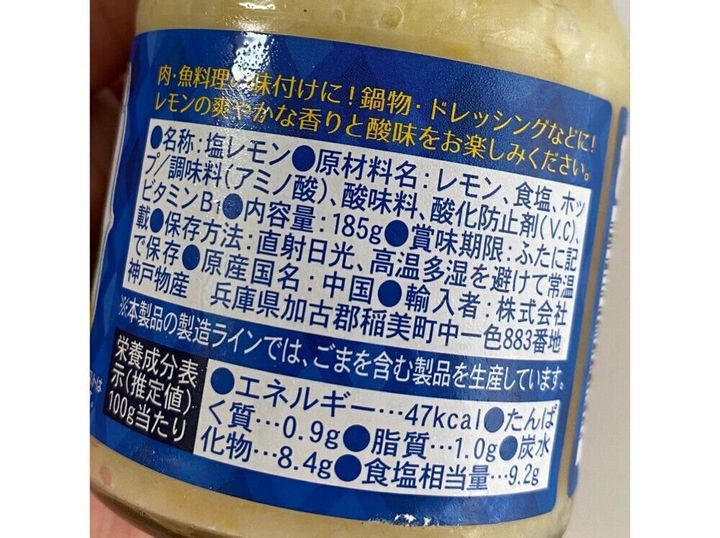 肉・魚料理の味付けに！鍋物・ドレッシングなどに！
レモンの爽やかな香りと酸味をお楽しみください。
●名称：塩レモン●原材料名：レモン、食塩、ホッ
プ/調味料(アミノ酸)、酸味料、酸化防止剤(V.C)、
ビタミンB₁●内容量：185g●賞味期限：ふたに記
載●保存方法：直射日光、高温多湿を避けて常温
で保存●原産国名：中国●輸入者：株式会社
神戸物産 兵庫県加古郡稲美町中一色883番地
※本製品の製造ラインでは、ごまを含む製品を生産しています。
栄養成分表
示(推定値)
100g当たり
●エネルギー…47kcal●たんぱ
く質…0.9g●脂質…1.0g●炭水
化物…8.4g●食塩相当量…9.2g